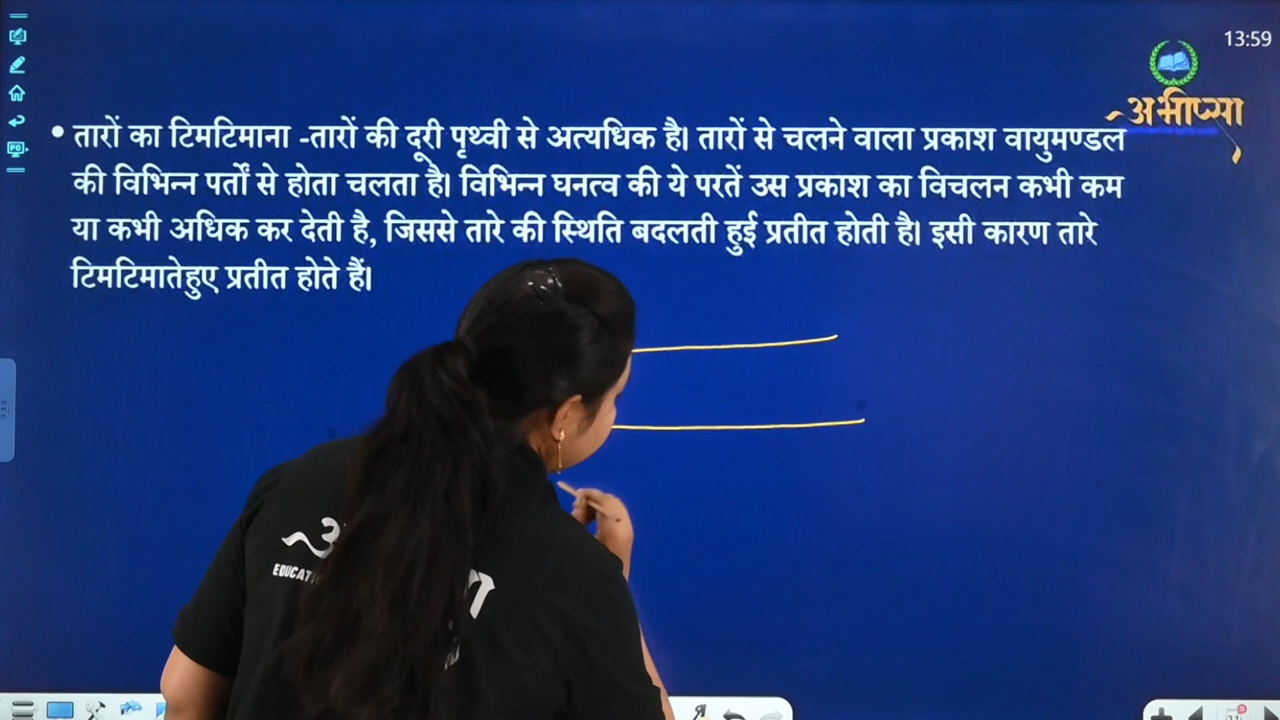 13:59
अभीप्सा
• तारों का टिमटिमाना -तारों की दूरी पृथ्वी से अत्यधिक है। तारों से चलने वाला प्रकाश वायुमण्डल
की विभिन्न पर्तों से होता चलता है। विभिन्न घनत्व की ये परतें उस प्रकाश का विचलन कभी कम
या कभी अधिक कर देती है, जिससे तारे की स्थिति बदलती हुई प्रतीत होती है। इसी कारण तारे
टिमटिमातेहुए प्रतीत होते हैं।